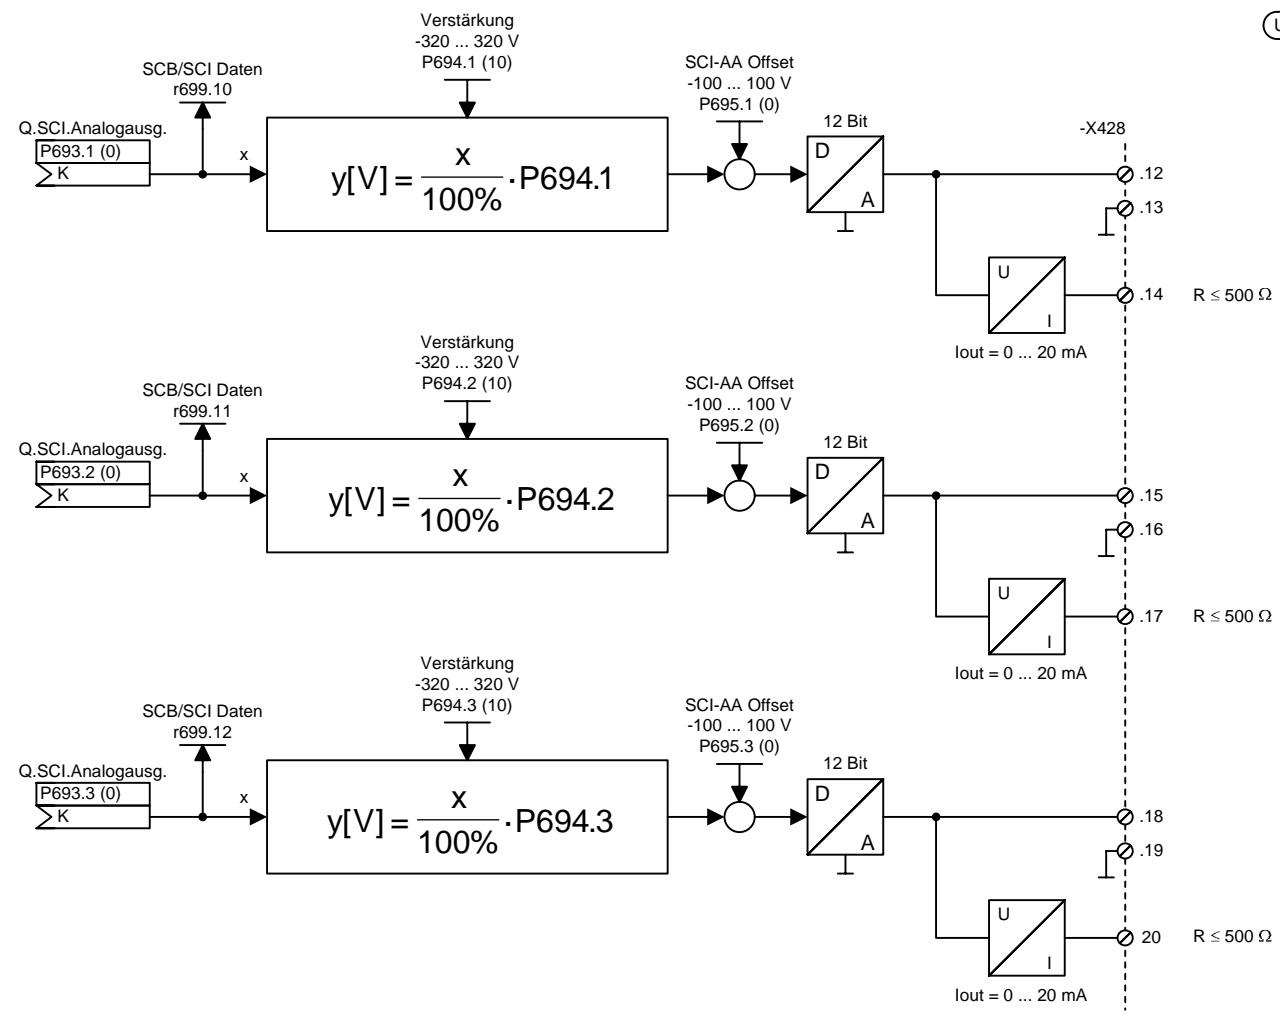 Verstärkung
-320 ... 320 V
P694.1 (10)
SCB/SCI Daten
r699.10
SCI-AA Offset
-100 ... 100 V
P695.1 (0)
Q.SCI.Analogausg.
P693.1 (0)
K
x
y[V] = x / 100% · P694.1
12 Bit
D
A
-X428
.12
.13
U
I
.14
R ≤ 500 Ω
Iout = 0 ... 20 mA
Verstärkung
-320 ... 320 V
P694.2 (10)
SCB/SCI Daten
r699.11
SCI-AA Offset
-100 ... 100 V
P695.2 (0)
Q.SCI.Analogausg.
P693.2 (0)
K
x
y[V] = x / 100% · P694.2
12 Bit
D
A
.15
.16
U
I
.17
R ≤ 500 Ω
Iout = 0 ... 20 mA
Verstärkung
-320 ... 320 V
P694.3 (10)
SCB/SCI Daten
r699.12
SCI-AA Offset
-100 ... 100 V
P695.3 (0)
Q.SCI.Analogausg.
P693.3 (0)
K
x
y[V] = x / 100% · P694.3
12 Bit
D
A
.18
.19
U
I
20
R ≤ 500 Ω
Iout = 0 ... 20 mA